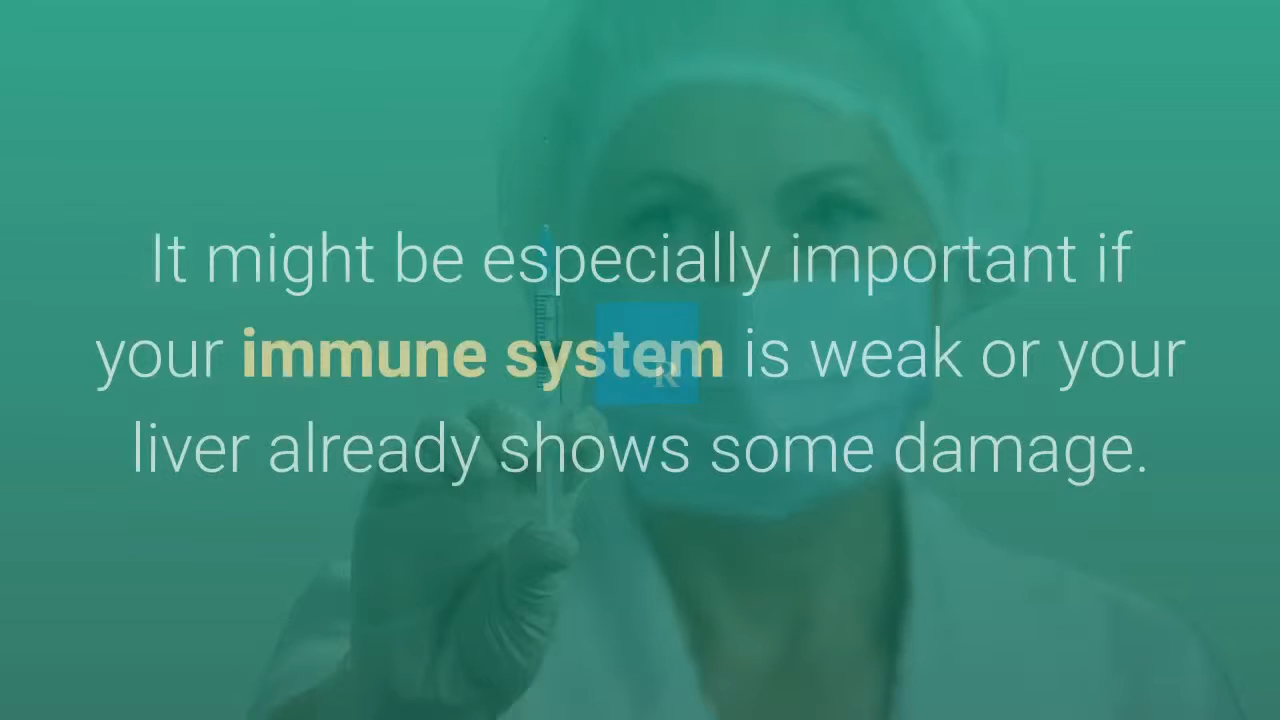 It might be especially important if
your immune system is weak or your
R
liver already shows some damage.